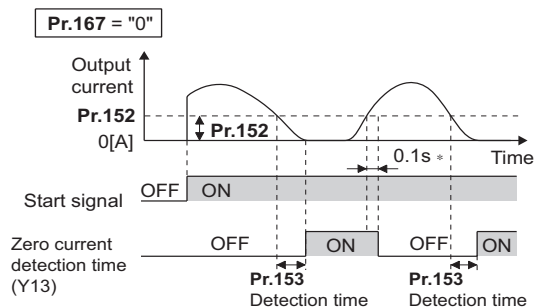 Pr.167 = "0"
Output
current
Pr.152
Pr.152
0[A]
Time
0.1s *
Start signal
OFF ON
Zero current
detection time
(Y13)
OFF ON OFF ON
Pr.153
Detection time
Pr.153
Detection time